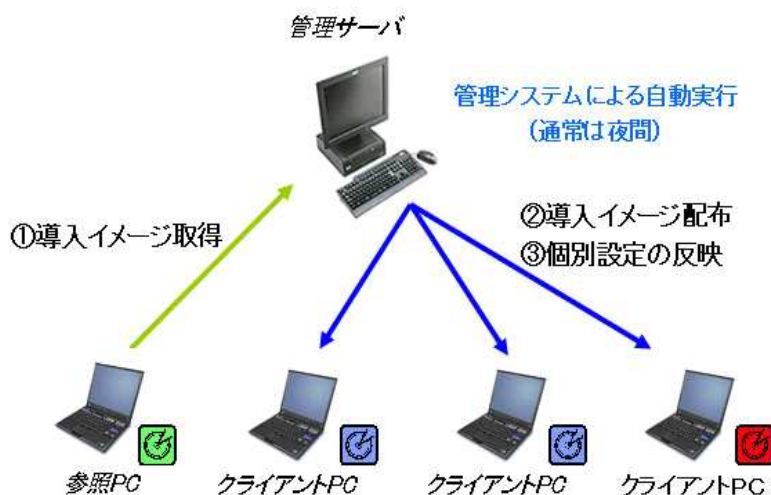 管理サーバ
管理システムによる自動実行
(通常は夜間)
①導入イメージ取得
②導入イメージ配布
③個別設定の反映
参照PC
クライアントPC
クライアントPC
クライアントPC